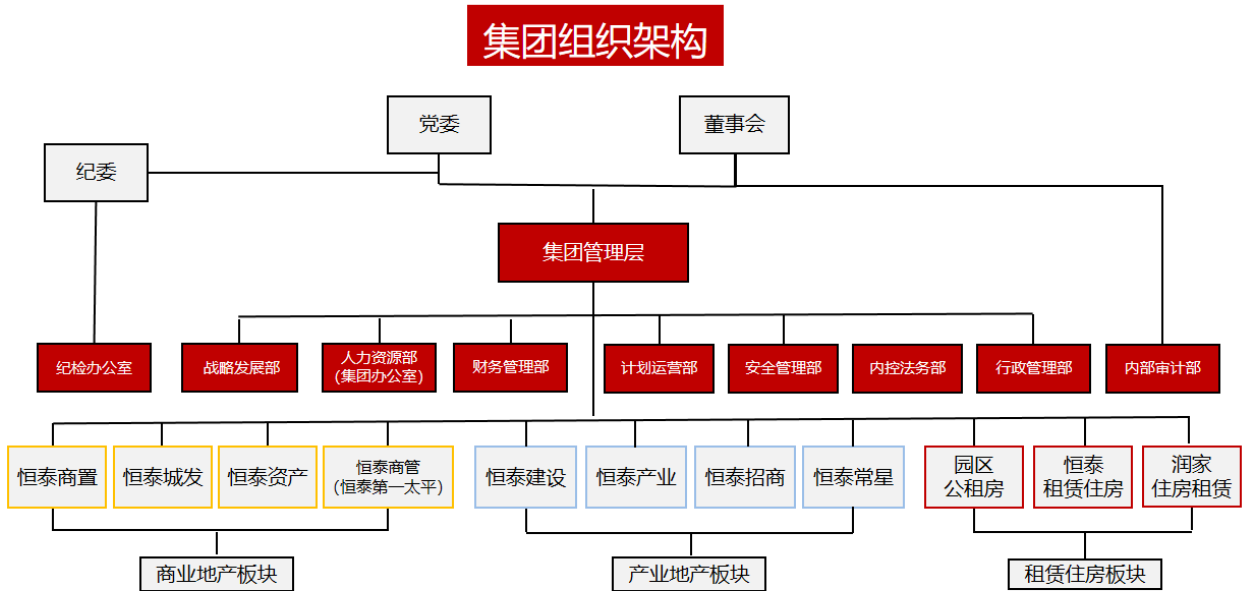 集团组织架构
党委
董事会
纪委
集团管理层
纪检办公室
战略发展部
人力资源部
(集团办公室)
财务管理部
计划运营部
安全管理部
内控法务部
行政管理部
内部审计部
恒泰商置
恒泰城发
恒泰资产
恒泰商管
(恒泰第一太平)
恒泰建设
恒泰产业
恒泰招商
恒泰常星
园区
公租房
恒泰
租赁住房
润家
住房租赁
商业地产板块
产业地产板块
租赁住房板块